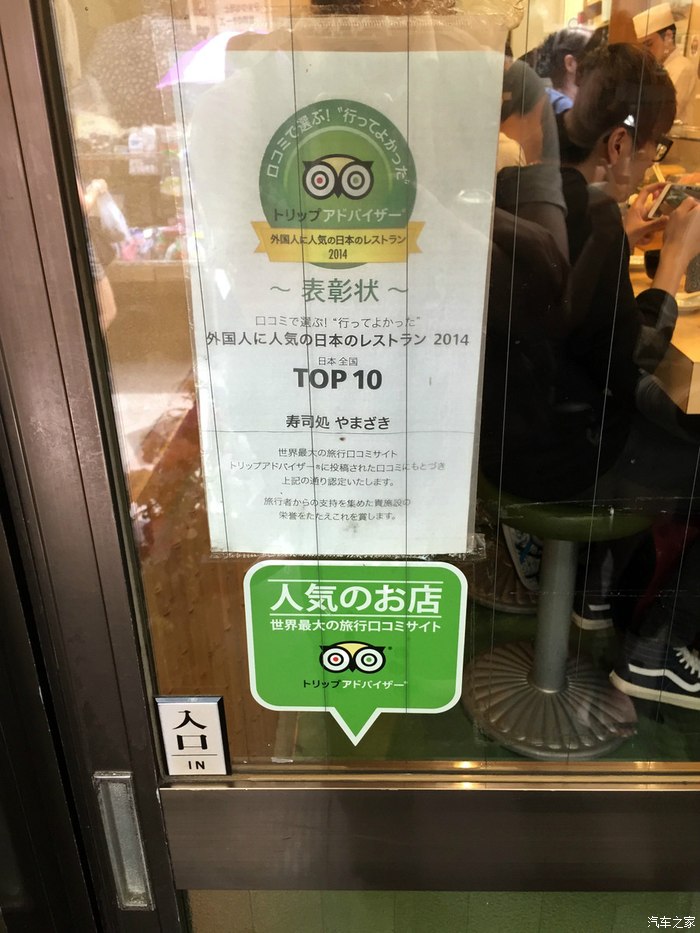 口コミで選ぶ! "行ってよかった"
トリップアドバイザー
外国人に人気の日本のレストラン
2014
～ 表彰状 ～
口コミで選ぶ! "行ってよかった"
外国人に人気の日本のレストラン 2014
日本 全国
TOP 10
寿司処 やまざき
世界最大の旅行口コミサイト
トリップアドバイザー®に投稿された口コミにもとづき
上記の通り認定いたします。
旅行者からの支持を集めた貴施設の
栄誉をたたえこれを賞します。
人気のお店
世界最大の旅行口コミサイト
トリップアドバイザー®
入口
IN
汽车之家